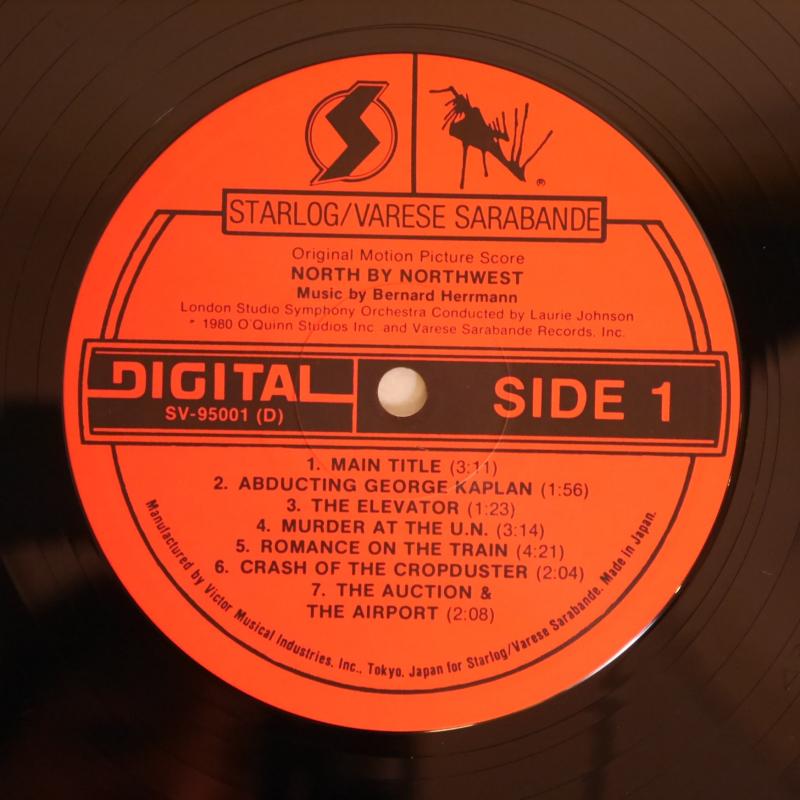 ®
STARLOG/VARESE SARABANDE
Original Motion Picture Score
NORTH BY NORTHWEST
Music by Bernard Herrmann
London Studio Symphony Orchestra Conducted by Laurie Johnson
℗ 1980 O'Quinn Studios Inc. and Varese Sarabande Records, Inc.
DIGITAL
SV-95001 (D)
SIDE 1
1. MAIN TITLE (3:11)
2. ABDUCTING GEORGE KAPLAN (1:56)
3. THE ELEVATOR (1:23)
4. MURDER AT THE U.N. (3:14)
5. ROMANCE ON THE TRAIN (4:21)
6. CRASH OF THE CROPDUSTER (2:04)
7. THE AUCTION &
THE AIRPORT (2:08)
Manufactured by Victor Musical Industries, Inc., Tokyo, Japan for Starlog/Varese Sarabande. Made in Japan.